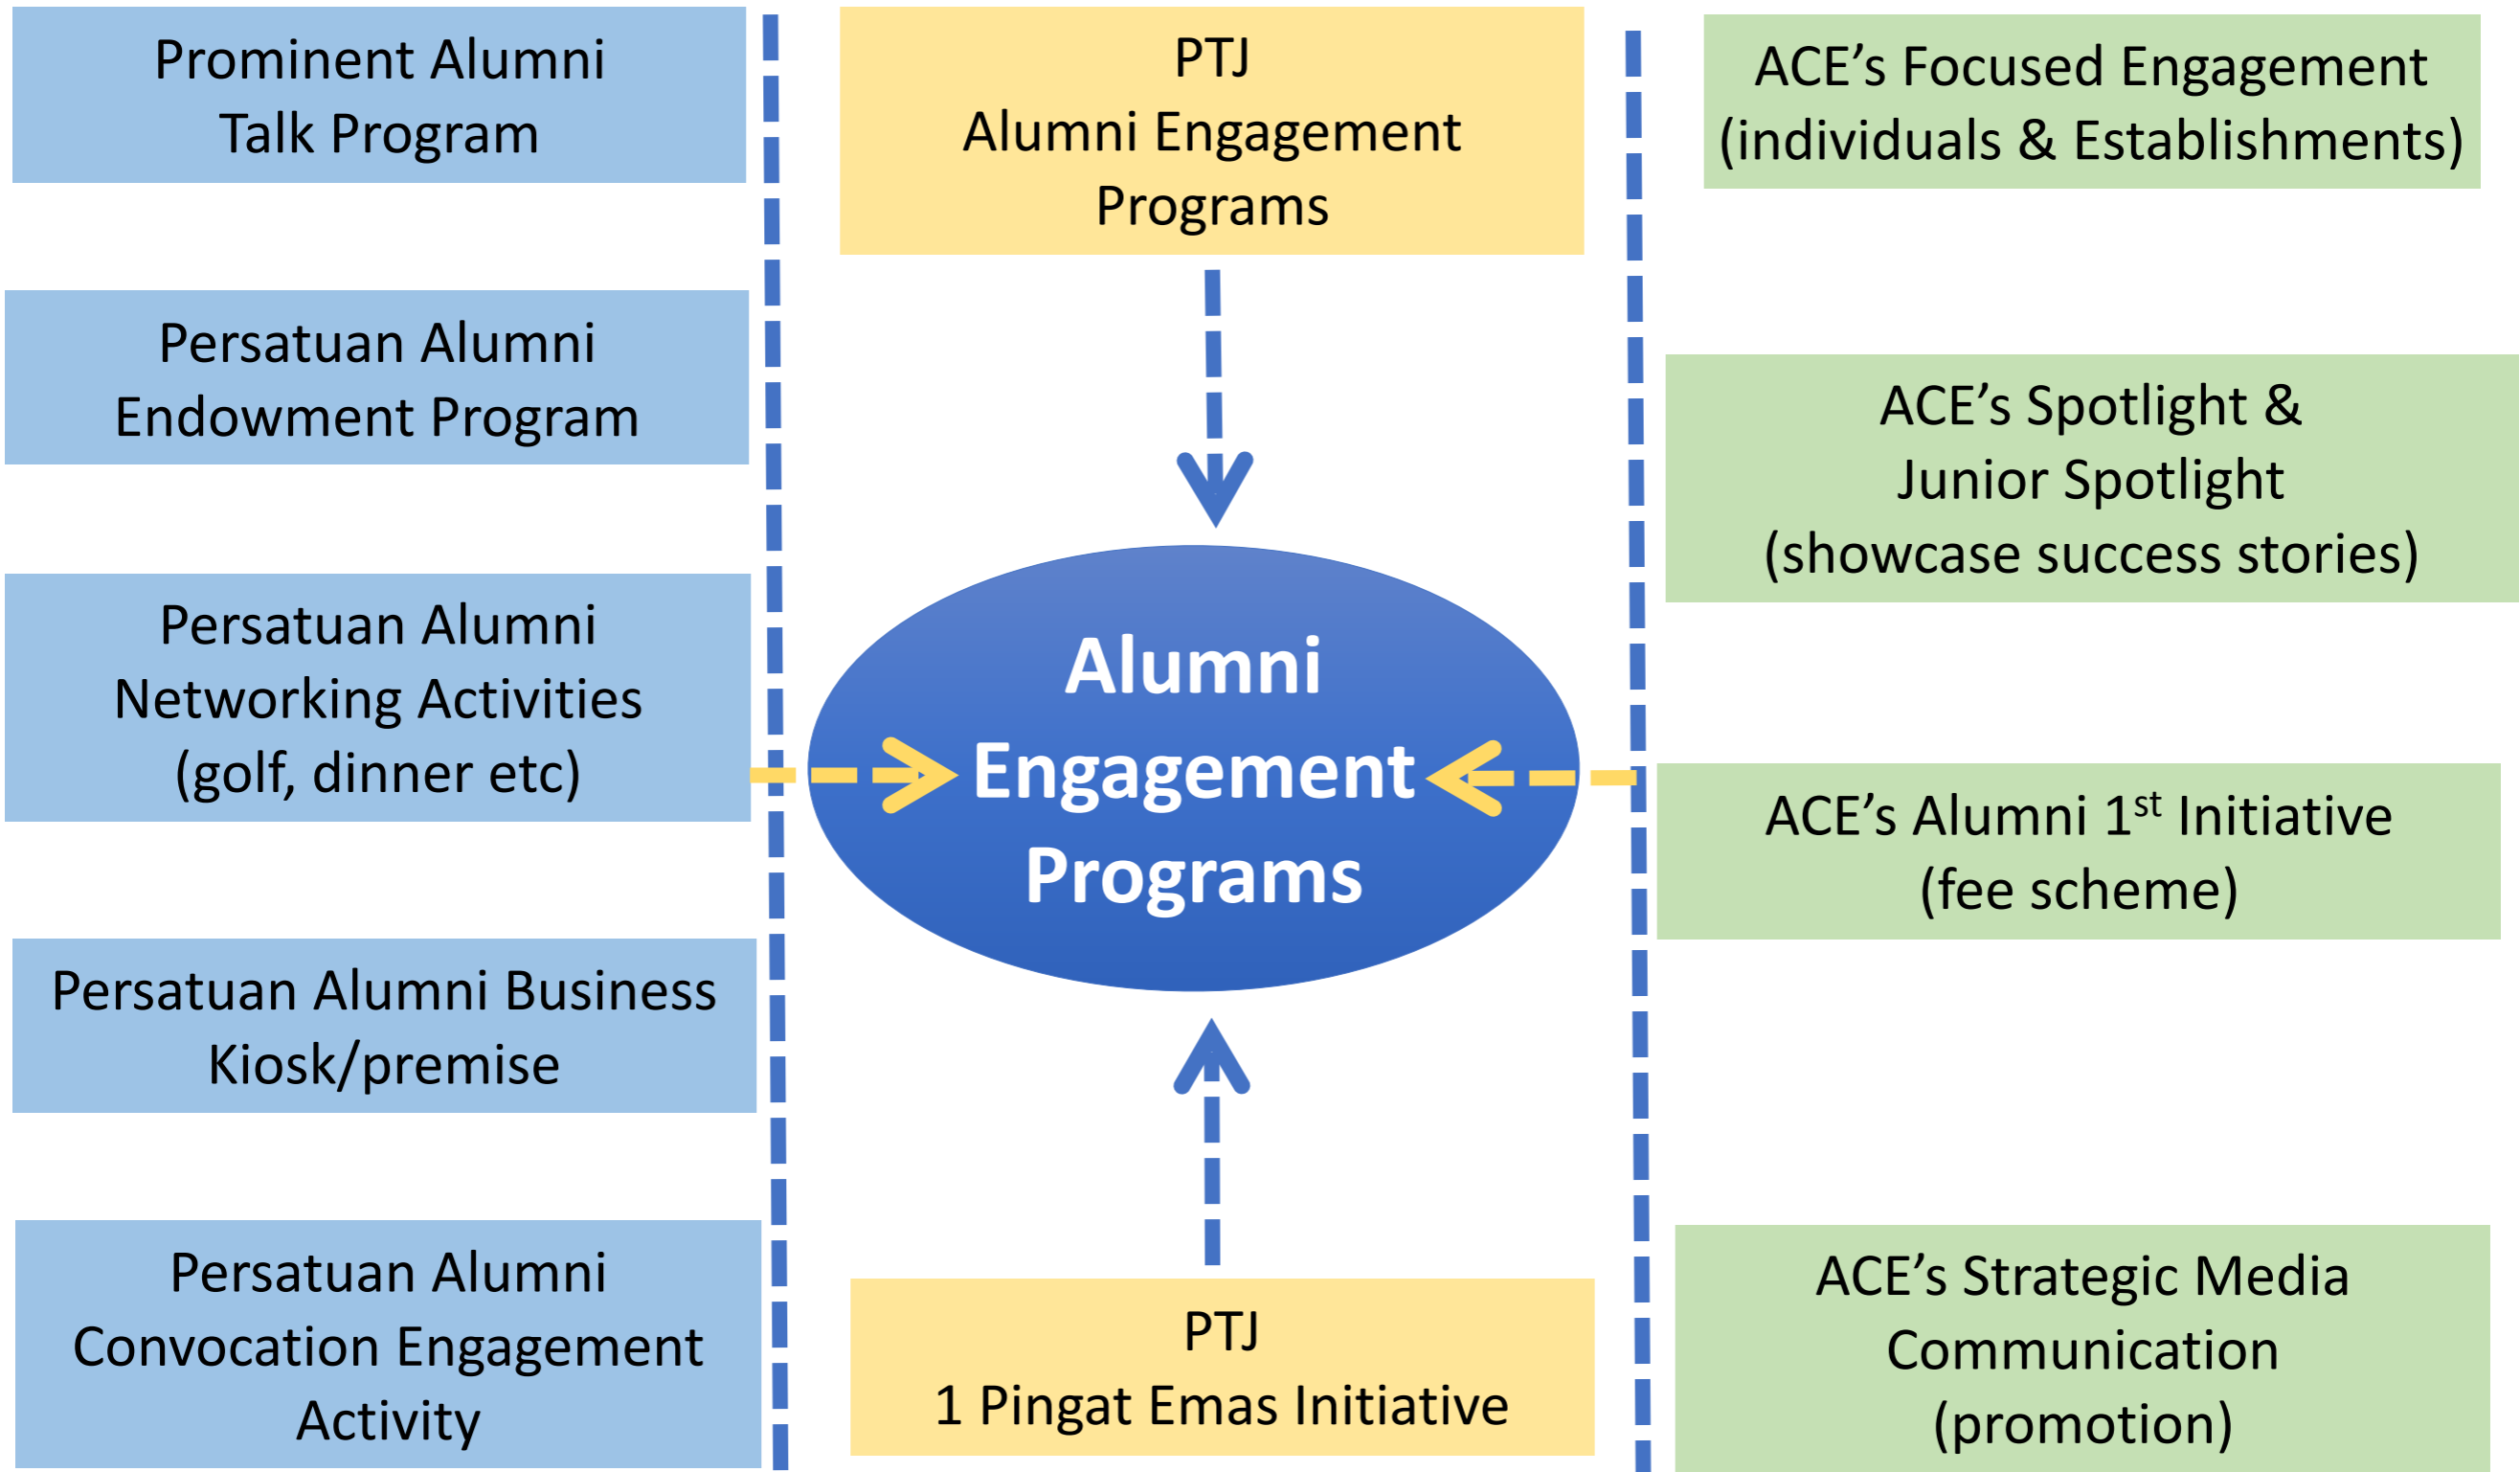 Prominent Alumni
Talk Program
Persatuan Alumni
Endowment Program
Persatuan Alumni
Networking Activities
(golf, dinner etc)
Persatuan Alumni Business
Kiosk/premise
Persatuan Alumni
Convocation Engagement
Activity
PTJ
Alumni Engagement
Programs
Alumni
Engagement
Programs
PTJ
1 Pingat Emas Initiative
ACE’s Focused Engagement
(individuals & Establishments)
ACE’s Spotlight &
Junior Spotlight
(showcase success stories)
ACE’s Alumni 1st Initiative
(fee scheme)
ACE’s Strategic Media
Communication
(promotion)